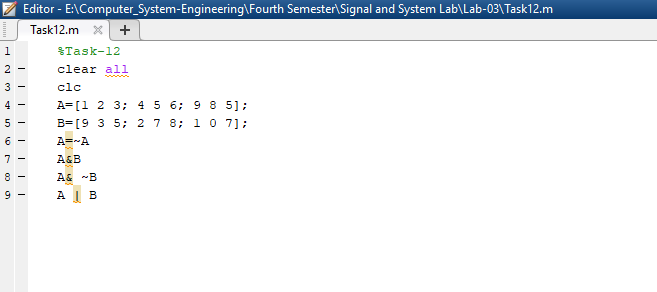 Editor - E:\Computer_System-Engineering\Fourth Semester\Signal and System Lab\Lab-03\Task12.m
Task12.m
1 %Task-12
2 – clear all
3 – clc
4 – A=[1 2 3; 4 5 6; 9 8 5];
5 – B=[9 3 5; 2 7 8; 1 0 7];
6 – A=~A
7 – A&B
8 – A& ~B
9 – A | B